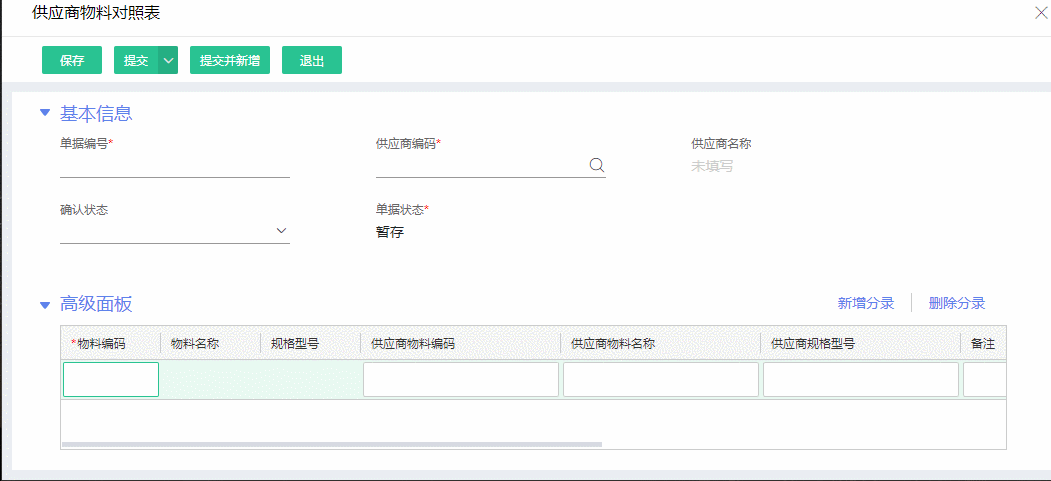 供应商物料对照表
保存 提交 提交并新增 退出
基本信息
单据编号* 供应商编码* 供应商名称
未填写
确认状态 单据状态*
暂存
高级面板 新增分录 删除分录
*物料编码 物料名称 规格型号 供应商物料编码 供应商物料名称 供应商规格型号 备注